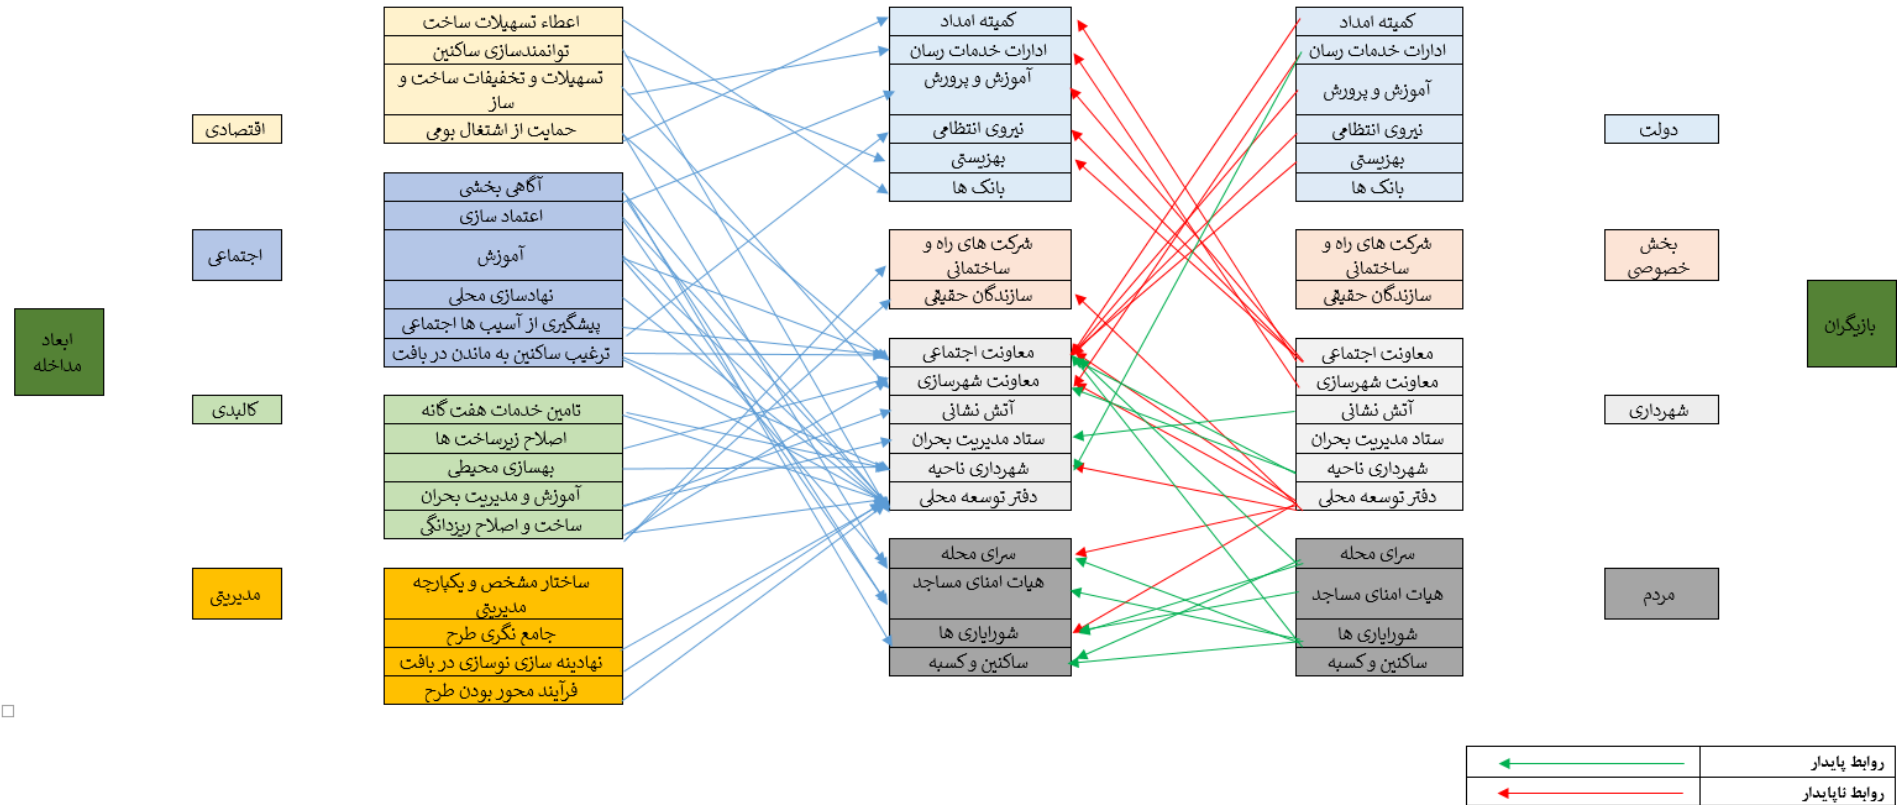 بازیگران
دولت
بخش
خصوصی
شهرداری
مردم
کمیته امداد
ادارات خدمات رسان
آموزش و پرورش
نیروی انتظامی
بهزیستی
بانک ها
شرکت های راه و
ساختمانی
سازندگان حقیقی
معاونت اجتماعی
معاونت شهرسازی
آتش نشانی
ستاد مدیریت بحران
شهرداری ناحیه
دفتر توسعه محلی
سرای محله
هیات امنای مساجد
شورایاری ها
ساکنین و کسبه
کمیته امداد
ادارات خدمات رسان
آموزش و پرورش
نیروی انتظامی
بهزیستی
بانک ها
شرکت های راه و
ساختمانی
سازندگان حقیقی
معاونت اجتماعی
معاونت شهرسازی
آتش نشانی
ستاد مدیریت بحران
شهرداری ناحیه
دفتر توسعه محلی
سرای محله
هیات امنای مساجد
شورایاری ها
ساکنین و کسبه
اعطاء تسهیلات ساخت
توانمندسازی ساکنین
تسهیلات و تخفیفات ساخت و
ساز
حمایت از اشتغال بومی
آگاهی بخشی
اعتماد سازی
آموزش
نهادسازی محلی
پیشگیری از آسیب ها اجتماعی
ترغیب ساکنین به ماندن در بافت
تامین خدمات هفت گانه
اصلاح زیرساخت ها
بهسازی محیطی
آموزش و مدیریت بحران
ساخت و اصلاح ریزدانگی
ساختار مشخص و یکپارچه
مدیریتی
جامع نگری طرح
نهادینه سازی نوسازی در بافت
فرآیند محور بودن طرح
اقتصادی
اجتماعی
کالبدی
مدیریتی
ابعاد
مداخله
روابط پایدار
روابط ناپایدار